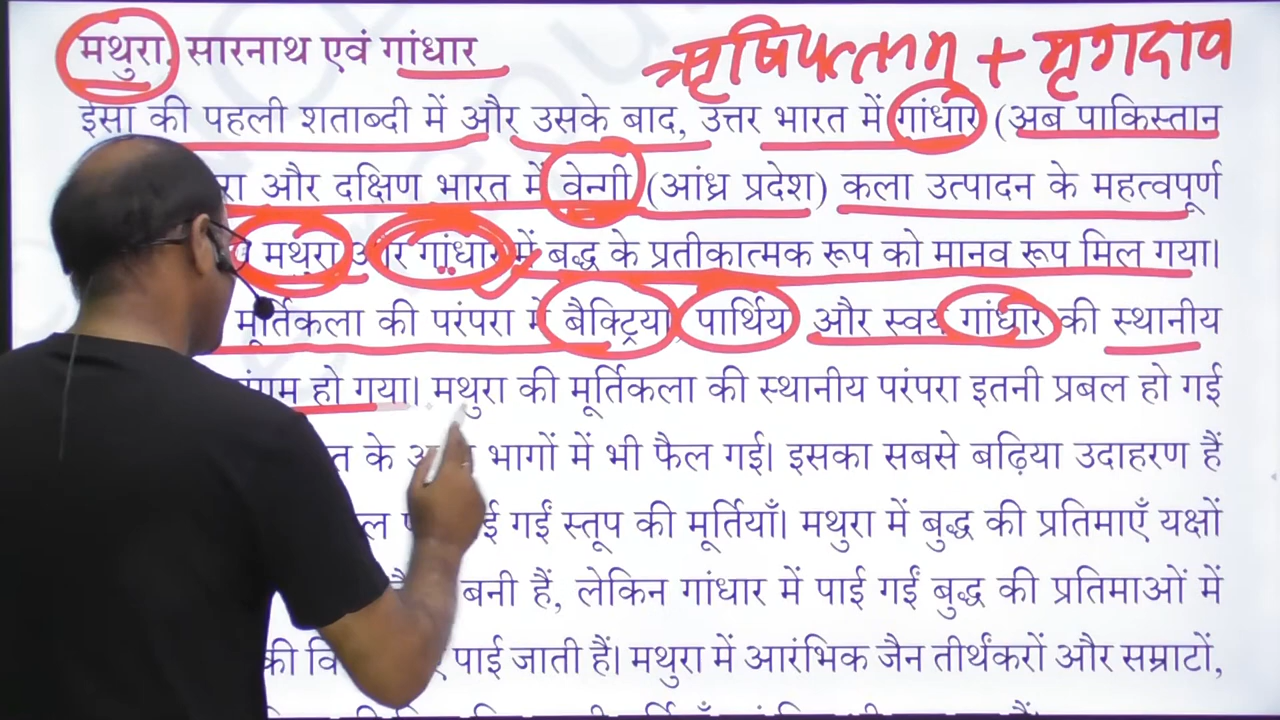 मथुरा, सारनाथ एवं गांधार
ऋषिपत्तनम् + मृगदाव
ईसा की पहली शताब्दी में और उसके बाद, उत्तर भारत में गांधार (अब पाकिस्तान
और दक्षिण भारत में वेन्गी (आंध्र प्रदेश) कला उत्पादन के महत्वपूर्ण
मथुरा और गांधार में बुद्ध के प्रतीकात्मक रूप को मानव रूप मिल गया।
मूर्तिकला की परंपरा में बैक्ट्रिया, पार्थिय और स्वयं गांधार की स्थानीय
हो गया। मथुरा की मूर्तिकला की स्थानीय परंपरा इतनी प्रबल हो गई
के भागों में भी फैल गई। इसका सबसे बढ़िया उदाहरण हैं
गईं स्तूप की मूर्तियाँ। मथुरा में बुद्ध की प्रतिमाएँ यक्षों
बनी हैं, लेकिन गांधार में पाई गईं बुद्ध की प्रतिमाओं में
की पाई जाती हैं। मथुरा में आरंभिक जैन तीर्थंकरों और सम्राटों,